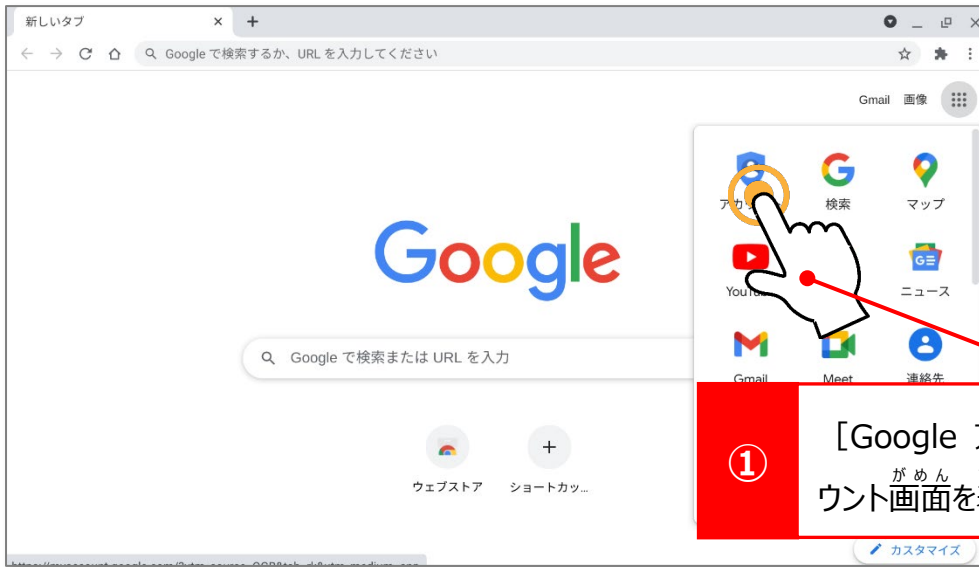 新しいタブ
Google で検索するか、URL を入力してください
Gmail 画像
Google
検索 マップ
ニュース
Google で検索または URL を入力
Gmail Meet 連絡先
① [Google
がめん
ウント画面を
ウェブストア ショートカッ...
カスタマイズ